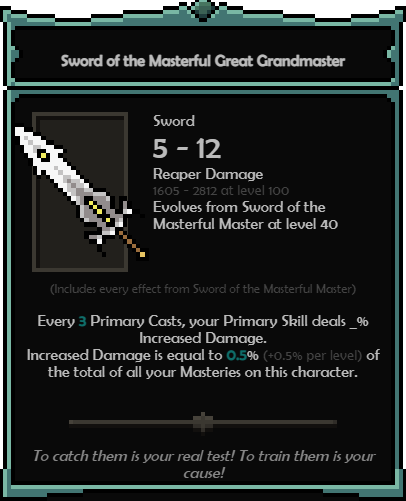 Sword of the Masterful Great Grandmaster
Sword
5 - 12
Reaper Damage
1605 - 2812 at level 100
Evolves from Sword of the
Masterful Master at level 40
(Includes every effect from Sword of the Masterful Master)
Every 3 Primary Casts, your Primary Skill deals _%
Increased Damage.
Increased Damage is equal to 0.5% (+0.5% per level) of
the total of all your Masteries on this character.
To catch them is your real test! To train them is your
cause!